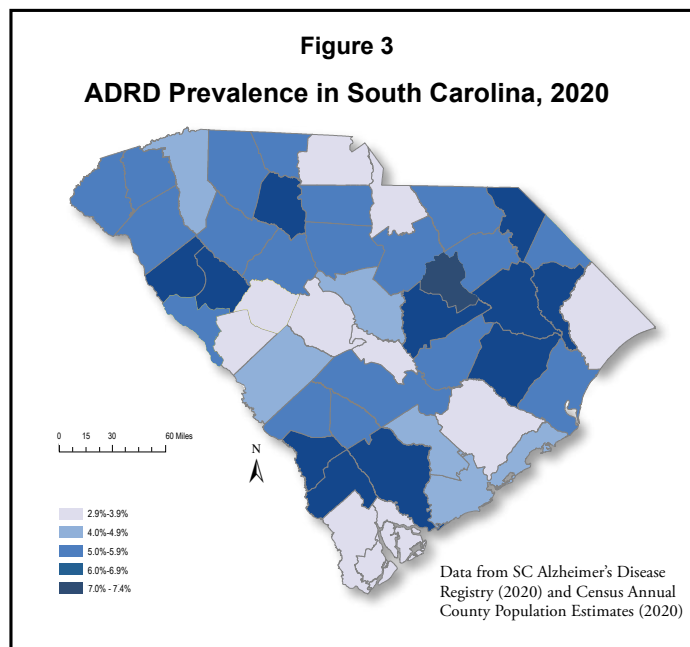 Figure 3
ADRD Prevalence in South Carolina, 2020
0 15 30 60 Miles
N
2.9%-3.9%
4.0%-4.9%
5.0%-5.9%
6.0%-6.9%
7.0% - 7.4%
Data from SC Alzheimer's Disease
Registry (2020) and Census Annual
County Population Estimates (2020)